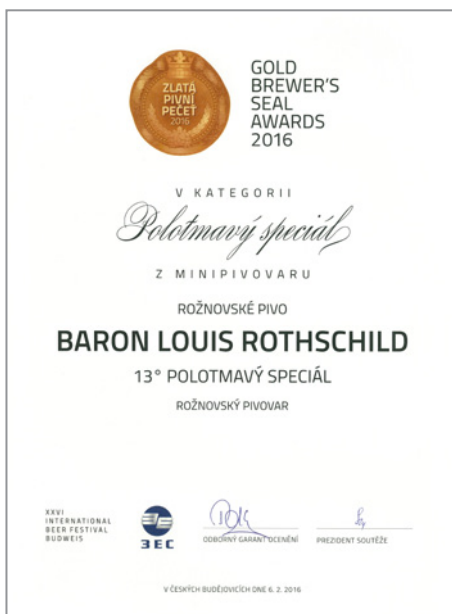 ZLATÁ
PIVNÍ
PEČEŤ
2016
GOLD
BREWER'S
SEAL
AWARDS
2016
V KATEGORII
Polotmavý speciál
Z MINIPIVOVARU
ROŽNOVSKÉ PIVO
BARON LOUIS ROTHSCHILD
13° POLOTMAVÝ SPECIÁL
ROŽNOVSKÝ PIVOVAR
XXVI
INTERNATIONAL
BEER FESTIVAL
BUDWEIS
3EC
ODBORNÝ GARANT OCENĚNÍ
PREZIDENT SOUTĚŽE
V ČESKÝCH BUDĚJOVICÍCH DNE 6. 2. 2016